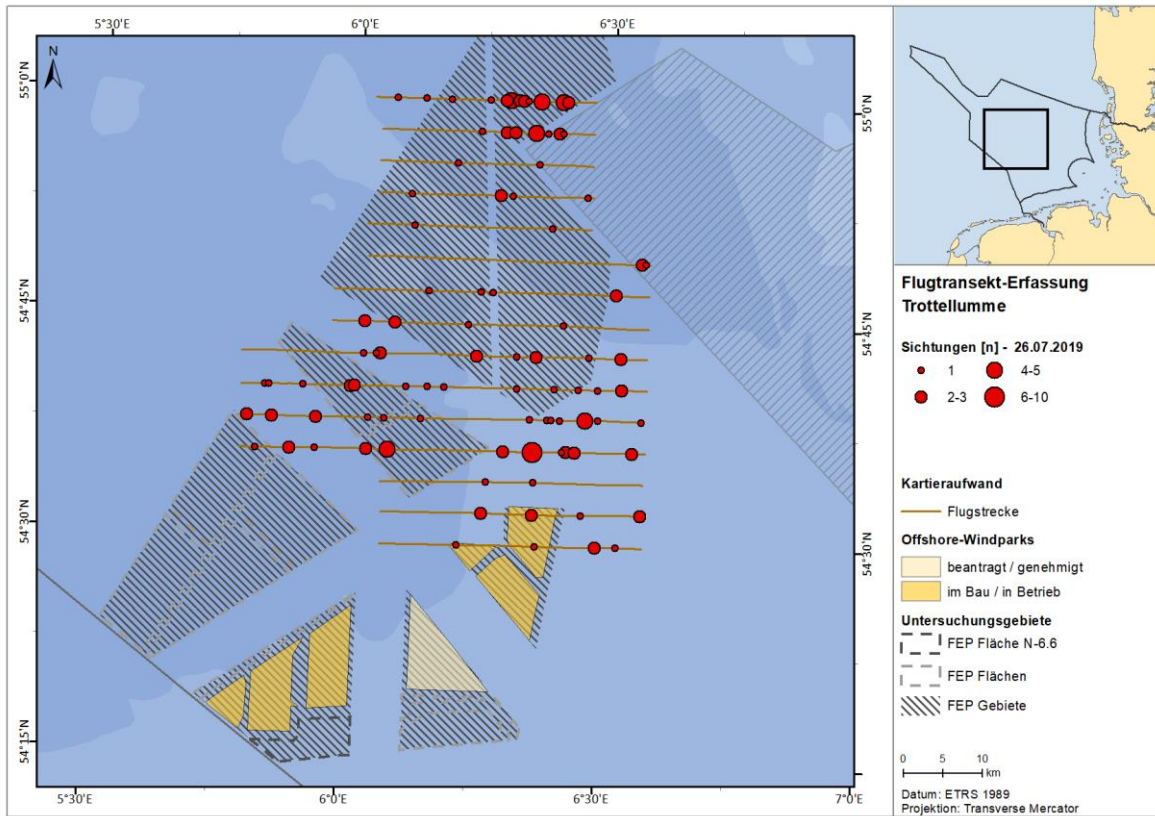 5°30'E
6°0'E
6°30'E
N
55°0'N
55°0'N
54°45'N
54°45'N
54°30'N
54°30'N
54°15'N
5°30'E
6°0'E
6°30'E
7°0'E
Flugtransekt-Erfassung
Trottellumme
Sichtungen [n] - 26.07.2019
1
4-5
2-3
6-10
Kartieraufwand
Flugstrecke
Offshore-Windparks
beantragt / genehmigt
im Bau / in Betrieb
Untersuchungsgebiete
FEP Fläche N-6.6
FEP Flächen
FEP Gebiete
0 5 10
km
Datum: ETRS 1989
Projektion: Transverse Mercator